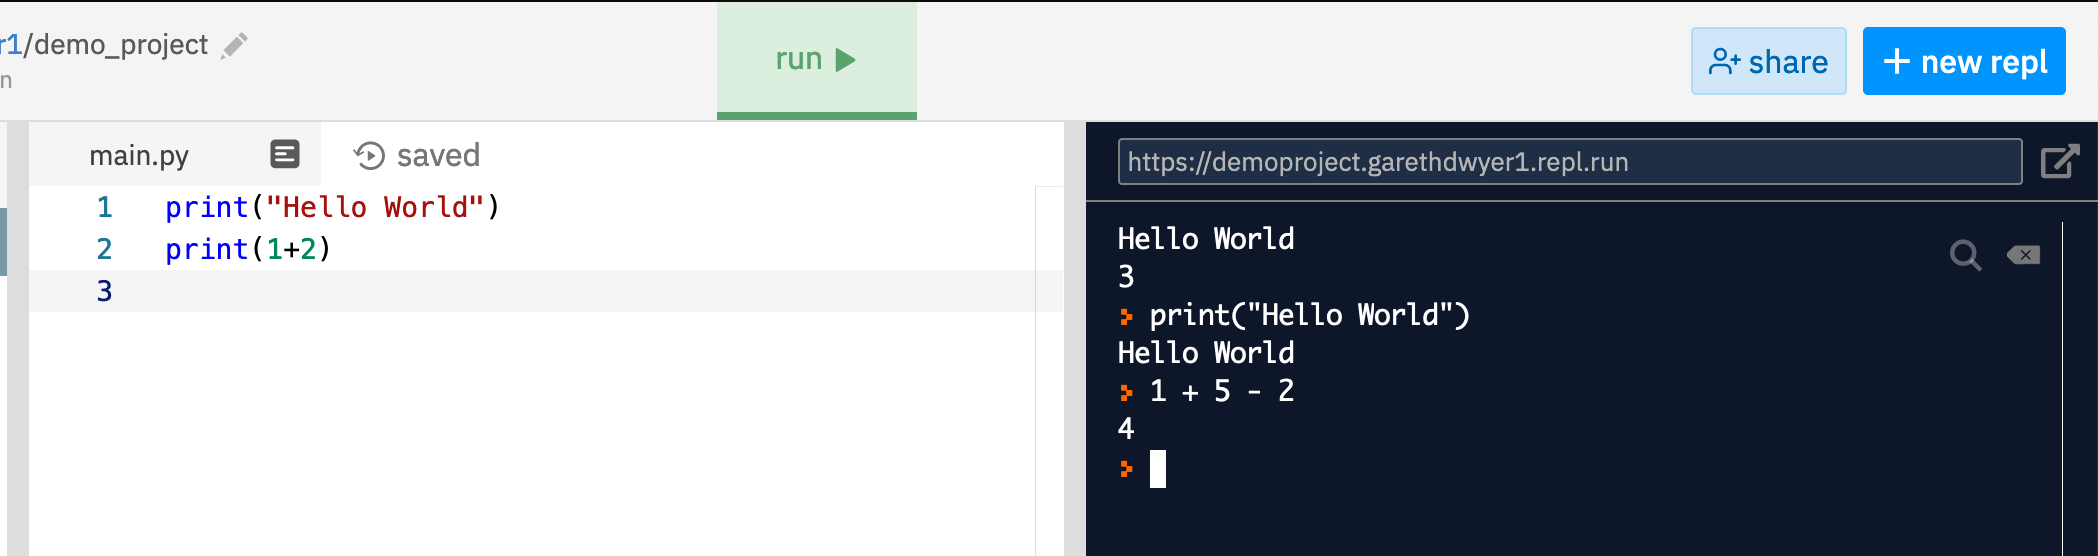 r1/demo_project
n
run
share
+ new repl
main.py
saved
1 print("Hello World")
2 print(1+2)
3
https://demoproject.garethdwyer1.repl.run
Hello World
3
print("Hello World")
Hello World
1 + 5 - 2
4